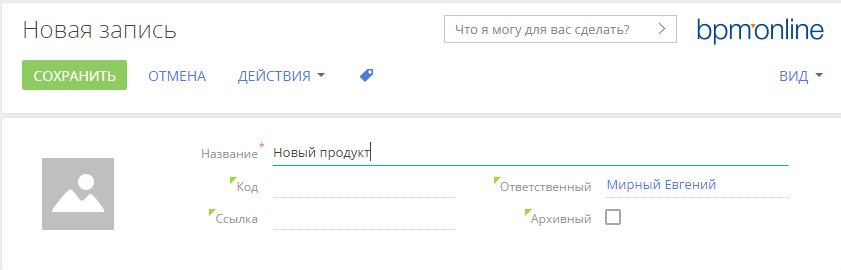 Новая запись
Что я могу для вас сделать?
bpm'online
СОХРАНИТЬ
ОТМЕНА
ДЕЙСТВИЯ
ВИД
Название* Новый продукт
Код
Ответственный Мирный Евгений
Ссылка
Архивный